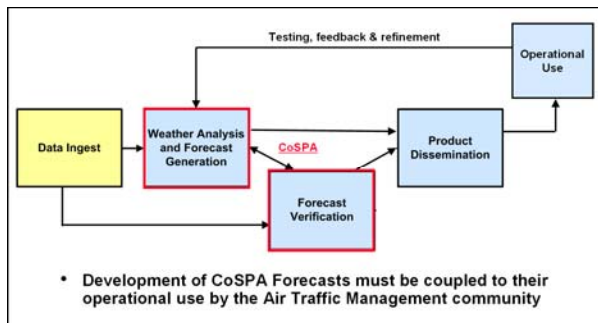 Testing, feedback & refinement
Operational
Use
Data Ingest
Weather Analysis
and Forecast
Generation
CoSPA
Product
Dissemination
Forecast
Verification
• Development of CoSPA Forecasts must be coupled to their
operational use by the Air Traffic Management community